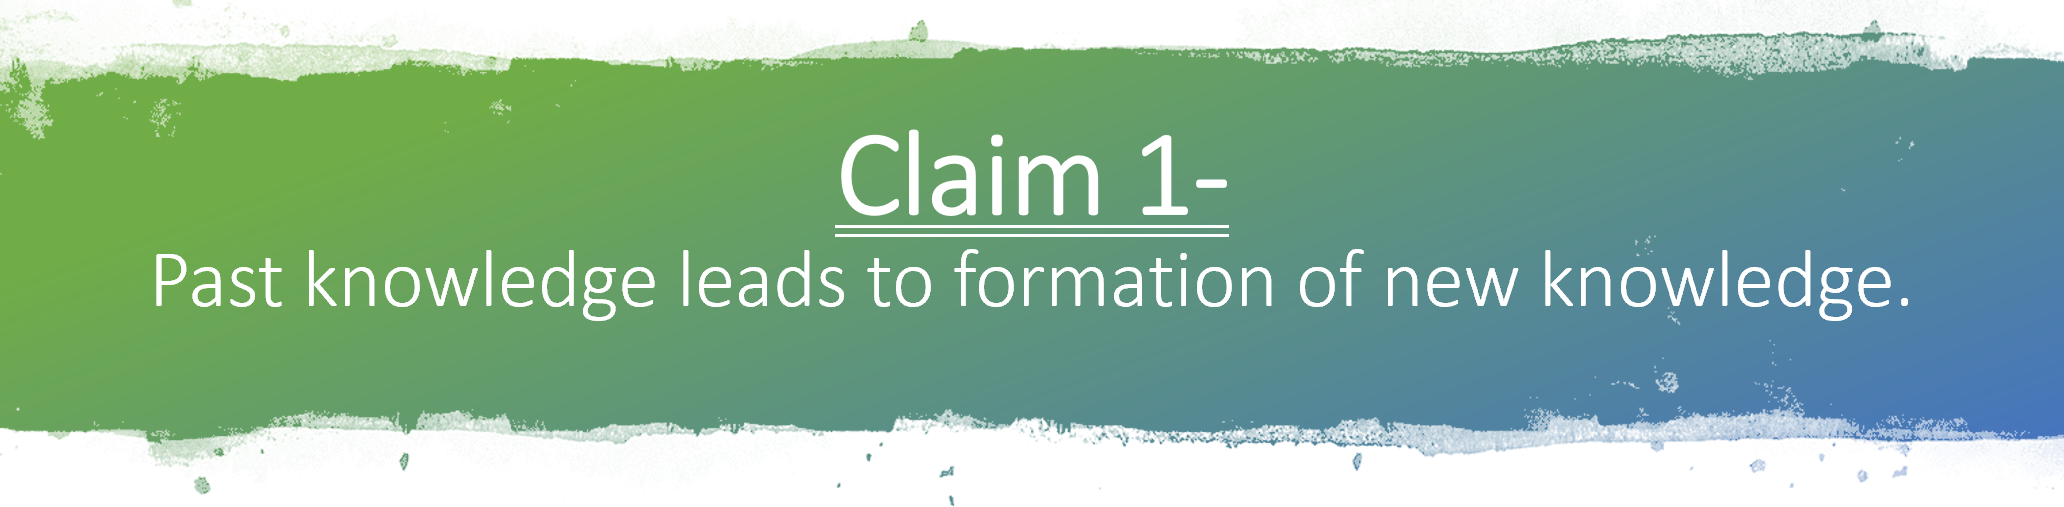 Claim 1-
Past knowledge leads to formation of new knowledge.